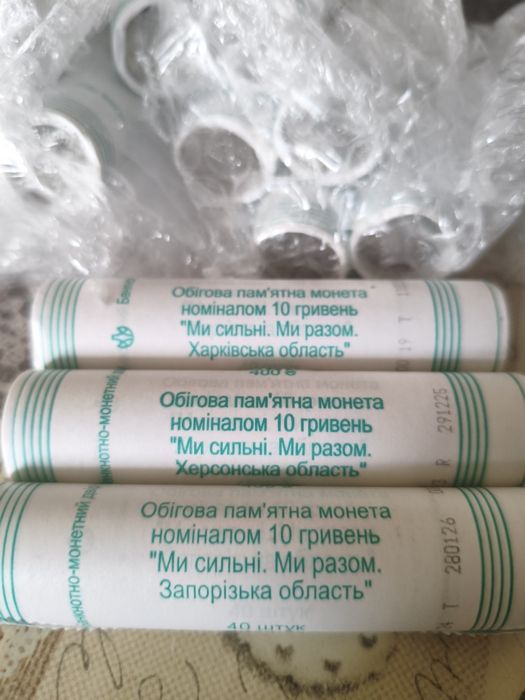 Обігова пам'ятна монета
номіналом 10 гривень
"Ми сильні. Ми разом.
Харківська область"
19 T
400 ₴
Обігова пам'ятна монета
номіналом 10 гривень
"Ми сильні. Ми разом.
Херсонська область"
R 291225
Обігова пам'ятна монета
номіналом 10 гривень
"Ми сильні. Ми разом.
Запорізька область"
40 штук
T 280126